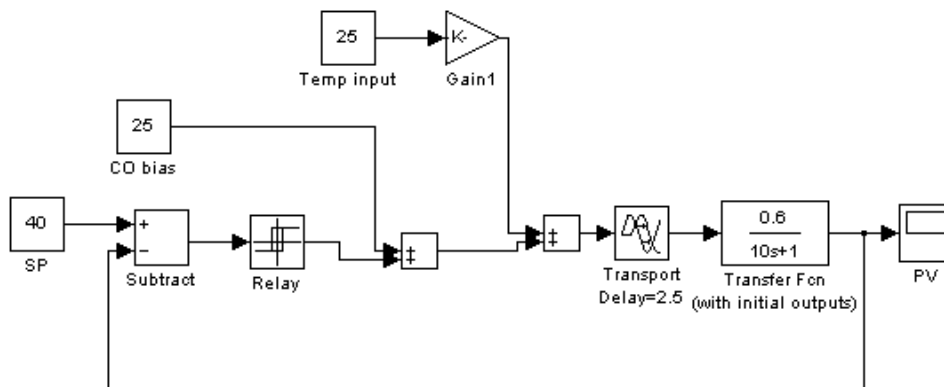 25
Temp input
K-
Gain1
25
CO bias
40
SP
+
−
Subtract
Relay
+
+
+
+
Transport
Delay=2.5
0.6
10s+1
Transfer Fcn
(with initial outputs)
PV